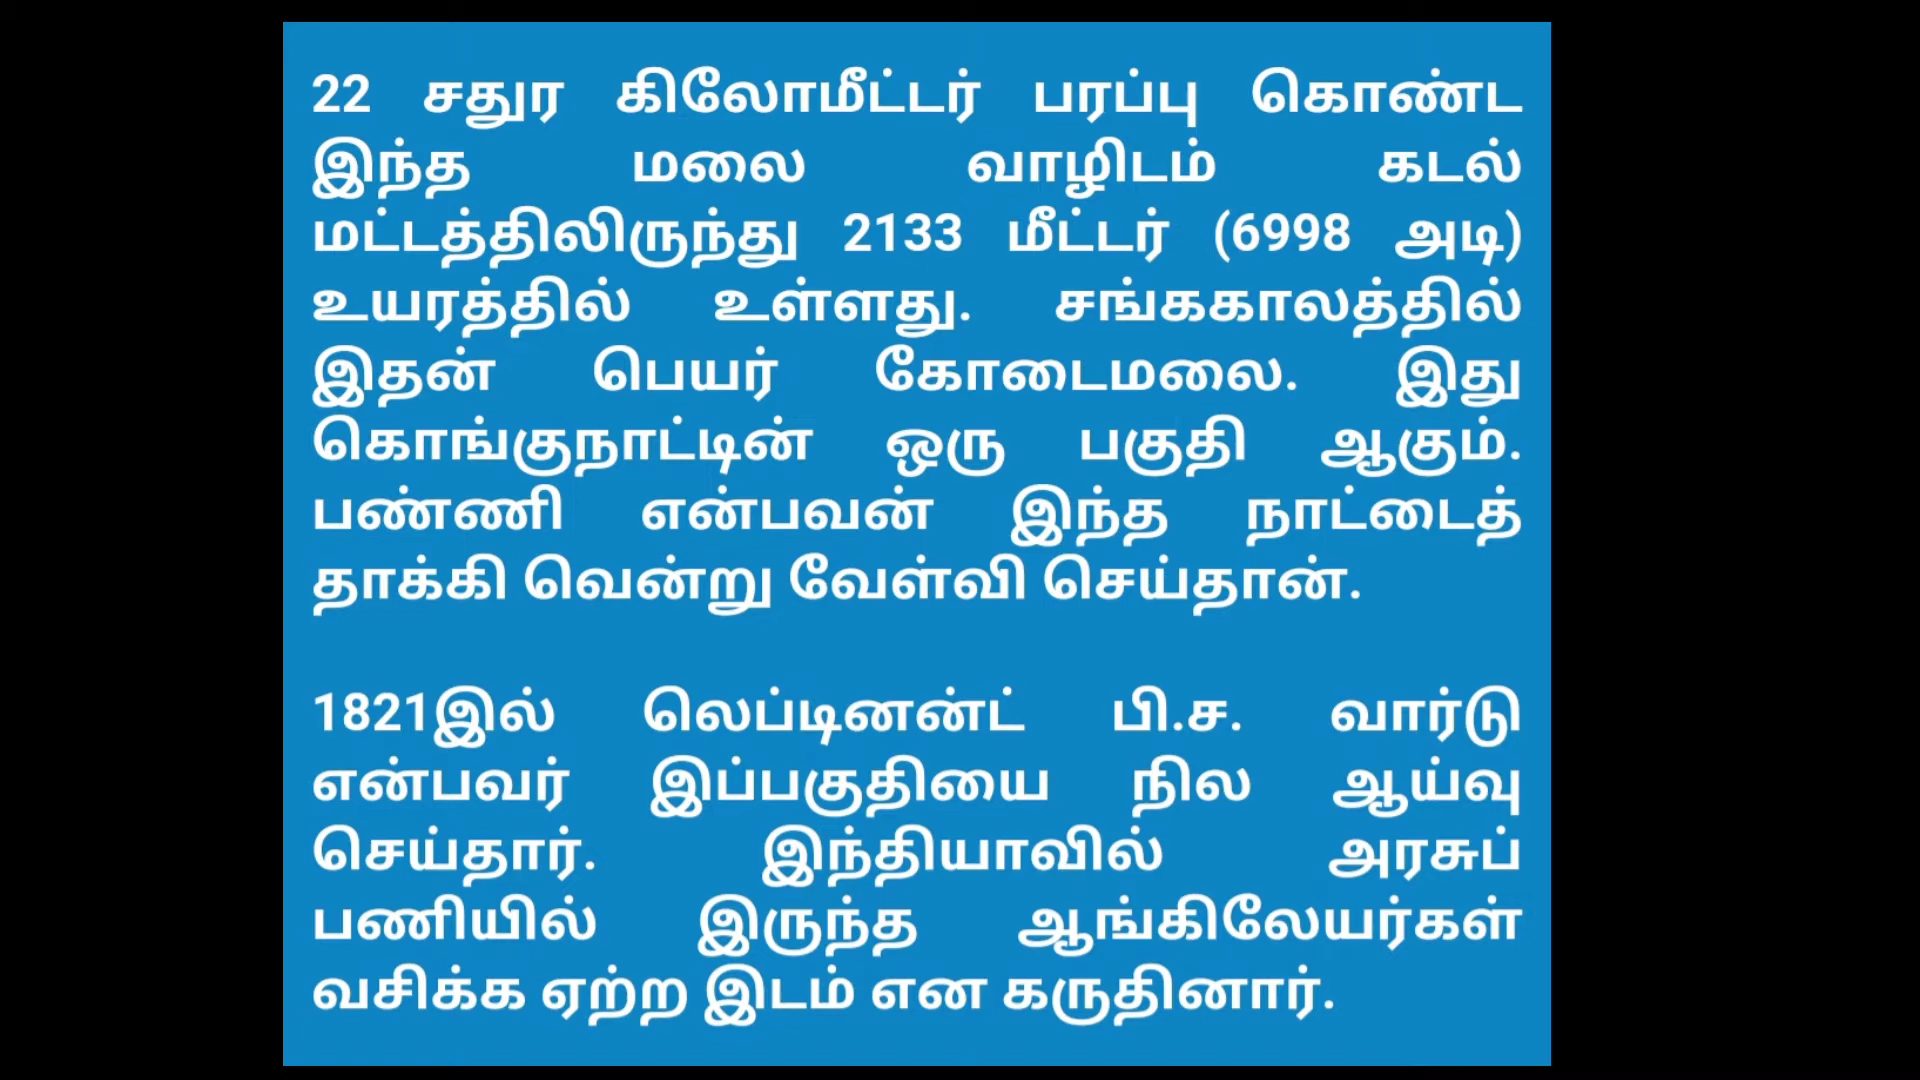 22 சதுர கிலோமீட்டர் பரப்பு கொண்ட
இந்த மலை வாழிடம் கடல்
மட்டத்திலிருந்து 2133 மீட்டர் (6998 அடி)
உயரத்தில் உள்ளது. சங்ககாலத்தில்
இதன் பெயர் கோடைமலை. இது
கொங்குநாட்டின் ஒரு பகுதி ஆகும்.
பண்ணி என்பவன் இந்த நாட்டைத்
தாக்கி வென்று வேள்வி செய்தான்.
1821இல் லெப்டினன்ட் பி.ச. வார்டு
என்பவர் இப்பகுதியை நில ஆய்வு
செய்தார். இந்தியாவில் அரசுப்
பணியில் இருந்த ஆங்கிலேயர்கள்
வசிக்க ஏற்ற இடம் என கருதினார்.